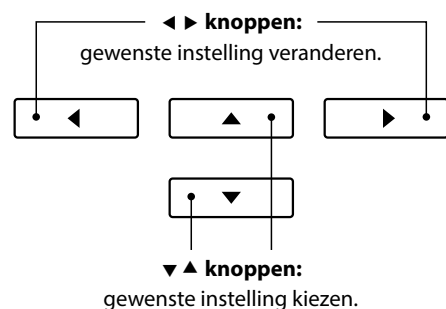 ◀ ▶ knoppen:
gewenste instelling veranderen.
▼ ▲ knoppen:
gewenste instelling kiezen.